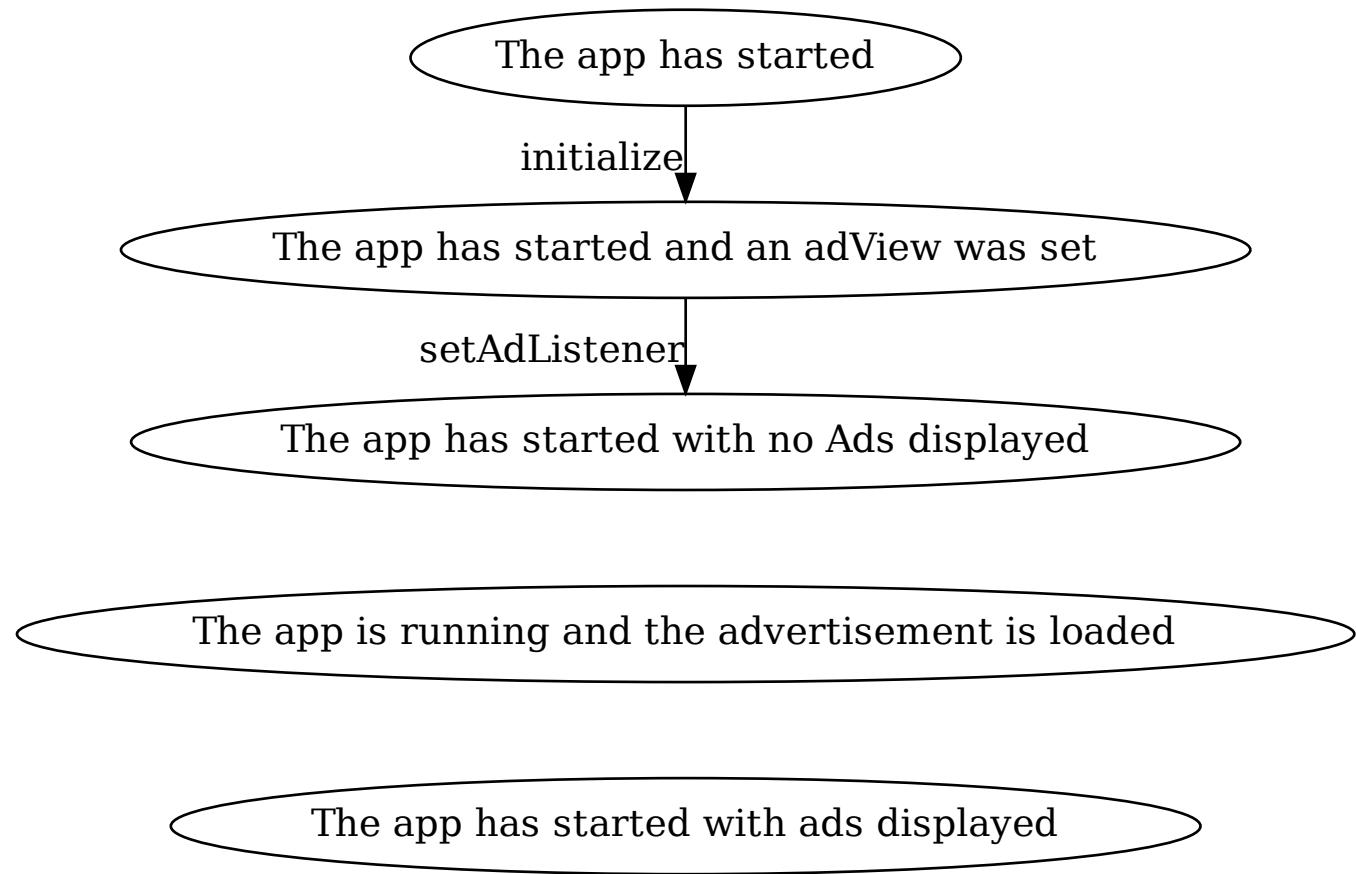 The app has started
initialize
The app has started and an adView was set
setAdListener
The app has started with no Ads displayed
The app is running and the advertisement is loaded
The app has started with ads displayed